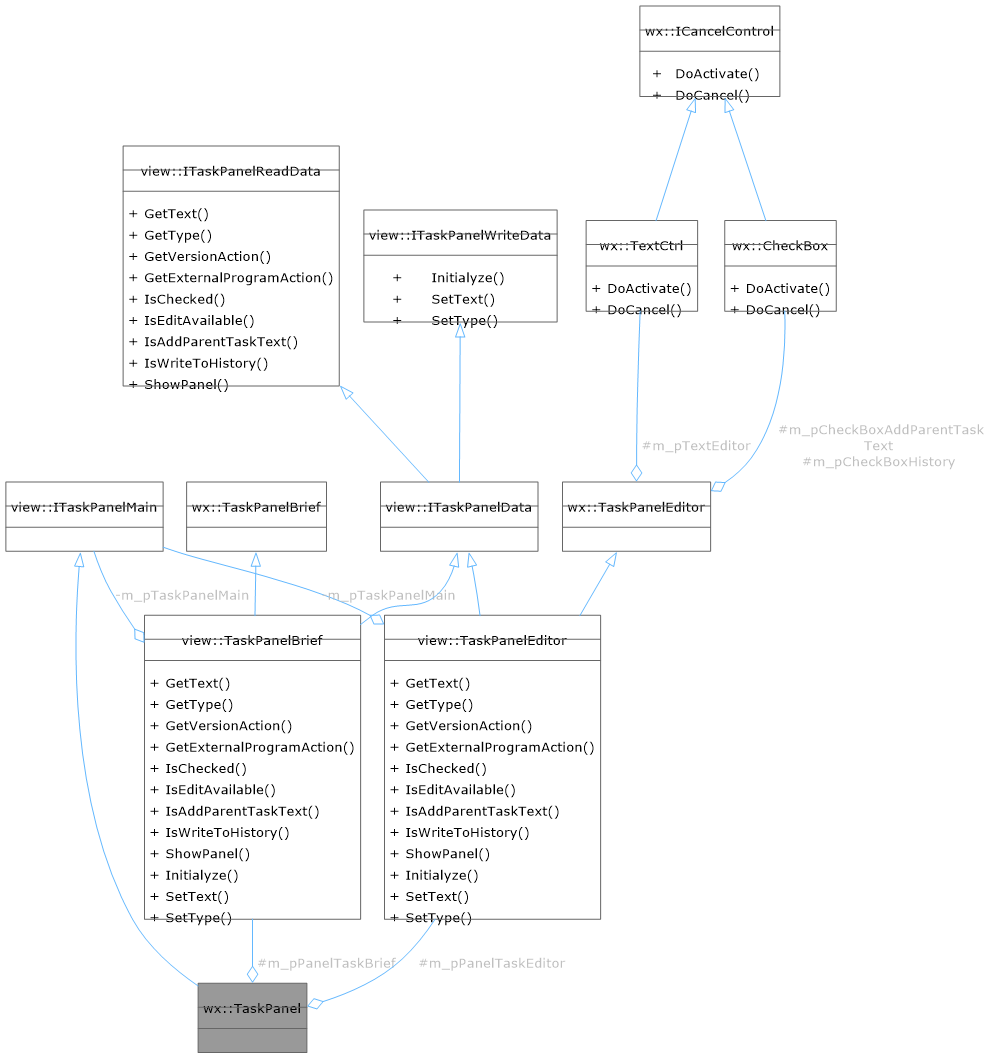 wx::ICancelControl
+ DoActivate()
+ DoCancel()
view::ITaskPanelReadData
+ GetText()
+ GetType()
+ GetVersionAction()
+ GetExternalProgramAction()
+ IsChecked()
+ IsEditAvailable()
+ IsAddParentTaskText()
+ IsWriteToHistory()
+ ShowPanel()
view::ITaskPanelWriteData
+ Initialyze()
+ SetText()
+ SetType()
wx::TextCtrl
+ DoActivate()
+ DoCancel()
wx::CheckBox
+ DoActivate()
+ DoCancel()
#m_pTextEditor
#m_pCheckBoxAddParentTask
Text
#m_pCheckBoxHistory
view::ITaskPanelMain
wx::TaskPanelBrief
view::ITaskPanelData
wx::TaskPanelEditor
-m_pTaskPanelMain
-m_pTaskPanelMain
view::TaskPanelBrief
+ GetText()
+ GetType()
+ GetVersionAction()
+ GetExternalProgramAction()
+ IsChecked()
+ IsEditAvailable()
+ IsAddParentTaskText()
+ IsWriteToHistory()
+ ShowPanel()
+ Initialyze()
+ SetText()
+ SetType()
view::TaskPanelEditor
+ GetText()
+ GetType()
+ GetVersionAction()
+ GetExternalProgramAction()
+ IsChecked()
+ IsEditAvailable()
+ IsAddParentTaskText()
+ IsWriteToHistory()
+ ShowPanel()
+ Initialyze()
+ SetText()
+ SetType()
#m_pPanelTaskBrief
#m_pPanelTaskEditor
wx::TaskPanel